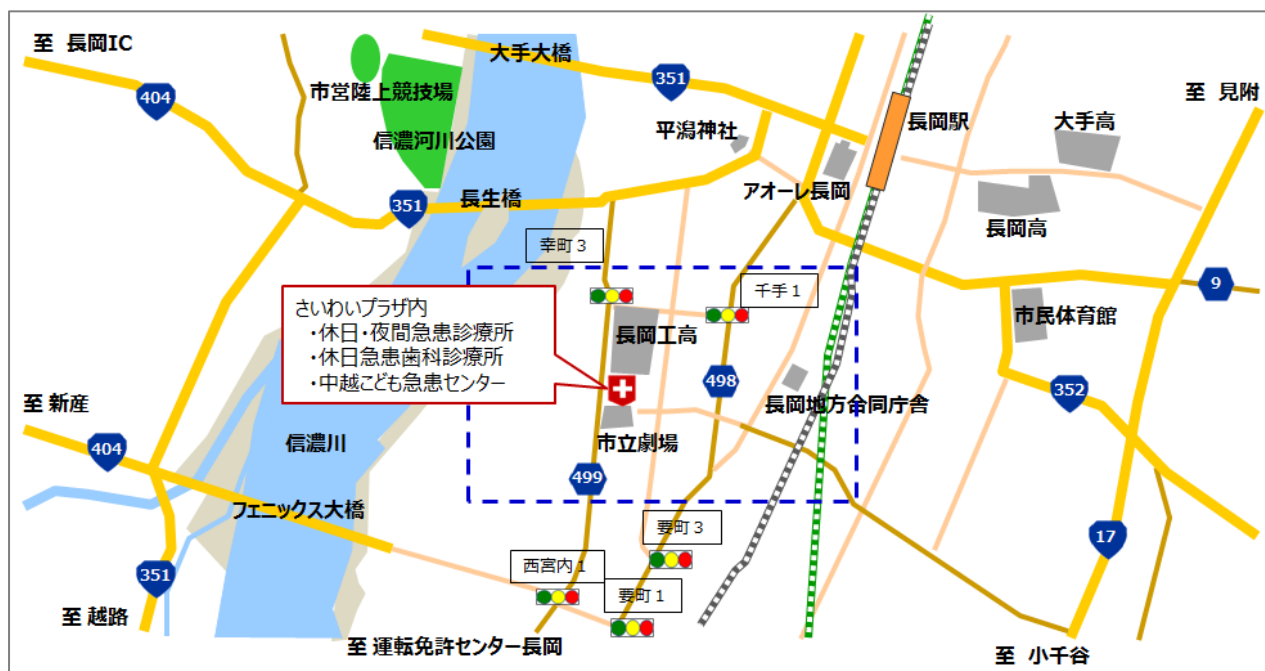 至 長岡IC
大手大橋
404
351
市営陸上競技場
信濃河川公園
平潟神社
長岡駅
大手高
至 見附
長生橋
351
アオーレ長岡
長岡高
幸町3
千手1
9
さいわいプラザ内
・休日・夜間急患診療所
・休日急患歯科診療所
・中越こども急患センター
長岡工高
市民体育館
498
352
長岡地方合同庁舎
至 新産
404
信濃川
市立劇場
499
フェニックス大橋
要町3
17
西宮内1
要町1
351
至 越路
至 運転免許センター長岡
至 小千谷